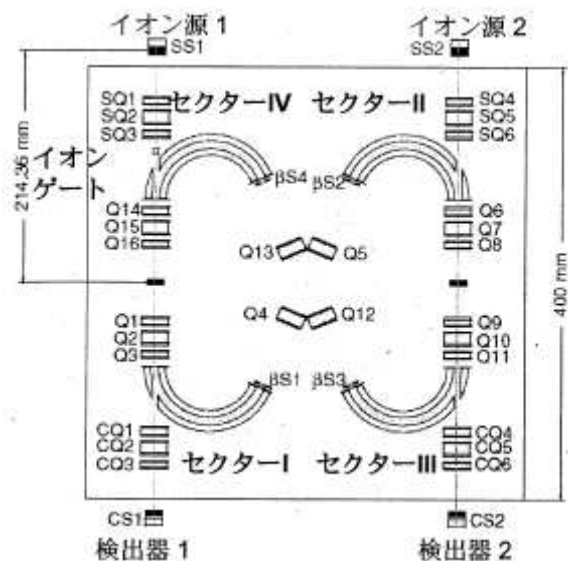 イオン源 1
イオン源 2
SS1
SS2
SQ1
SQ2
SQ3
セクターIV
セクターII
SQ4
SQ5
SQ6
イオン
ゲート
214.36 mm
400 mm
βS4
βS2
Q14
Q15
Q16
Q6
Q7
Q8
Q13
Q5
Q4
Q12
Q1
Q2
Q3
Q9
Q10
Q11
βS1
βS3
CQ1
CQ2
CQ3
セクターI
セクターIII
CQ4
CQ5
CQ6
CS1
CS2
検出器 1
検出器 2